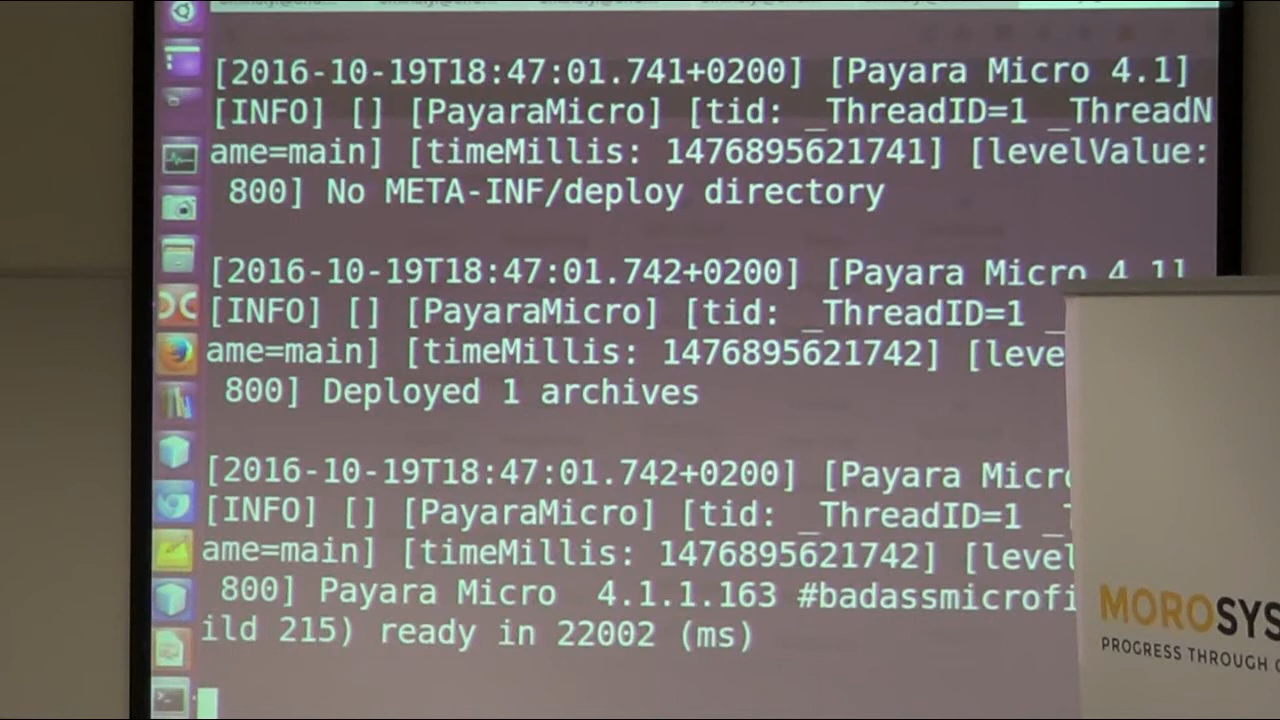 [2016-10-19T18:47:01.741+0200] [Payara Micro 4.1]
[INFO] [] [PayaraMicro] [tid: _ThreadID=1 _ThreadN
ame=main] [timeMillis: 1476895621741] [levelValue:
800] No META-INF/deploy directory
[2016-10-19T18:47:01.742+0200] [Payara Micro 4.1]
[INFO] [] [PayaraMicro] [tid: _ThreadID=1 _
ame=main] [timeMillis: 1476895621742] [leve
800] Deployed 1 archives
[2016-10-19T18:47:01.742+0200] [Payara Micro
[INFO] [] [PayaraMicro] [tid: _ThreadID=1 _
ame=main] [timeMillis: 1476895621742] [level
800] Payara Micro 4.1.1.163 #badassmicrofi
ild 215) ready in 22002 (ms)
MOROSYS
PROGRESS THROUGH